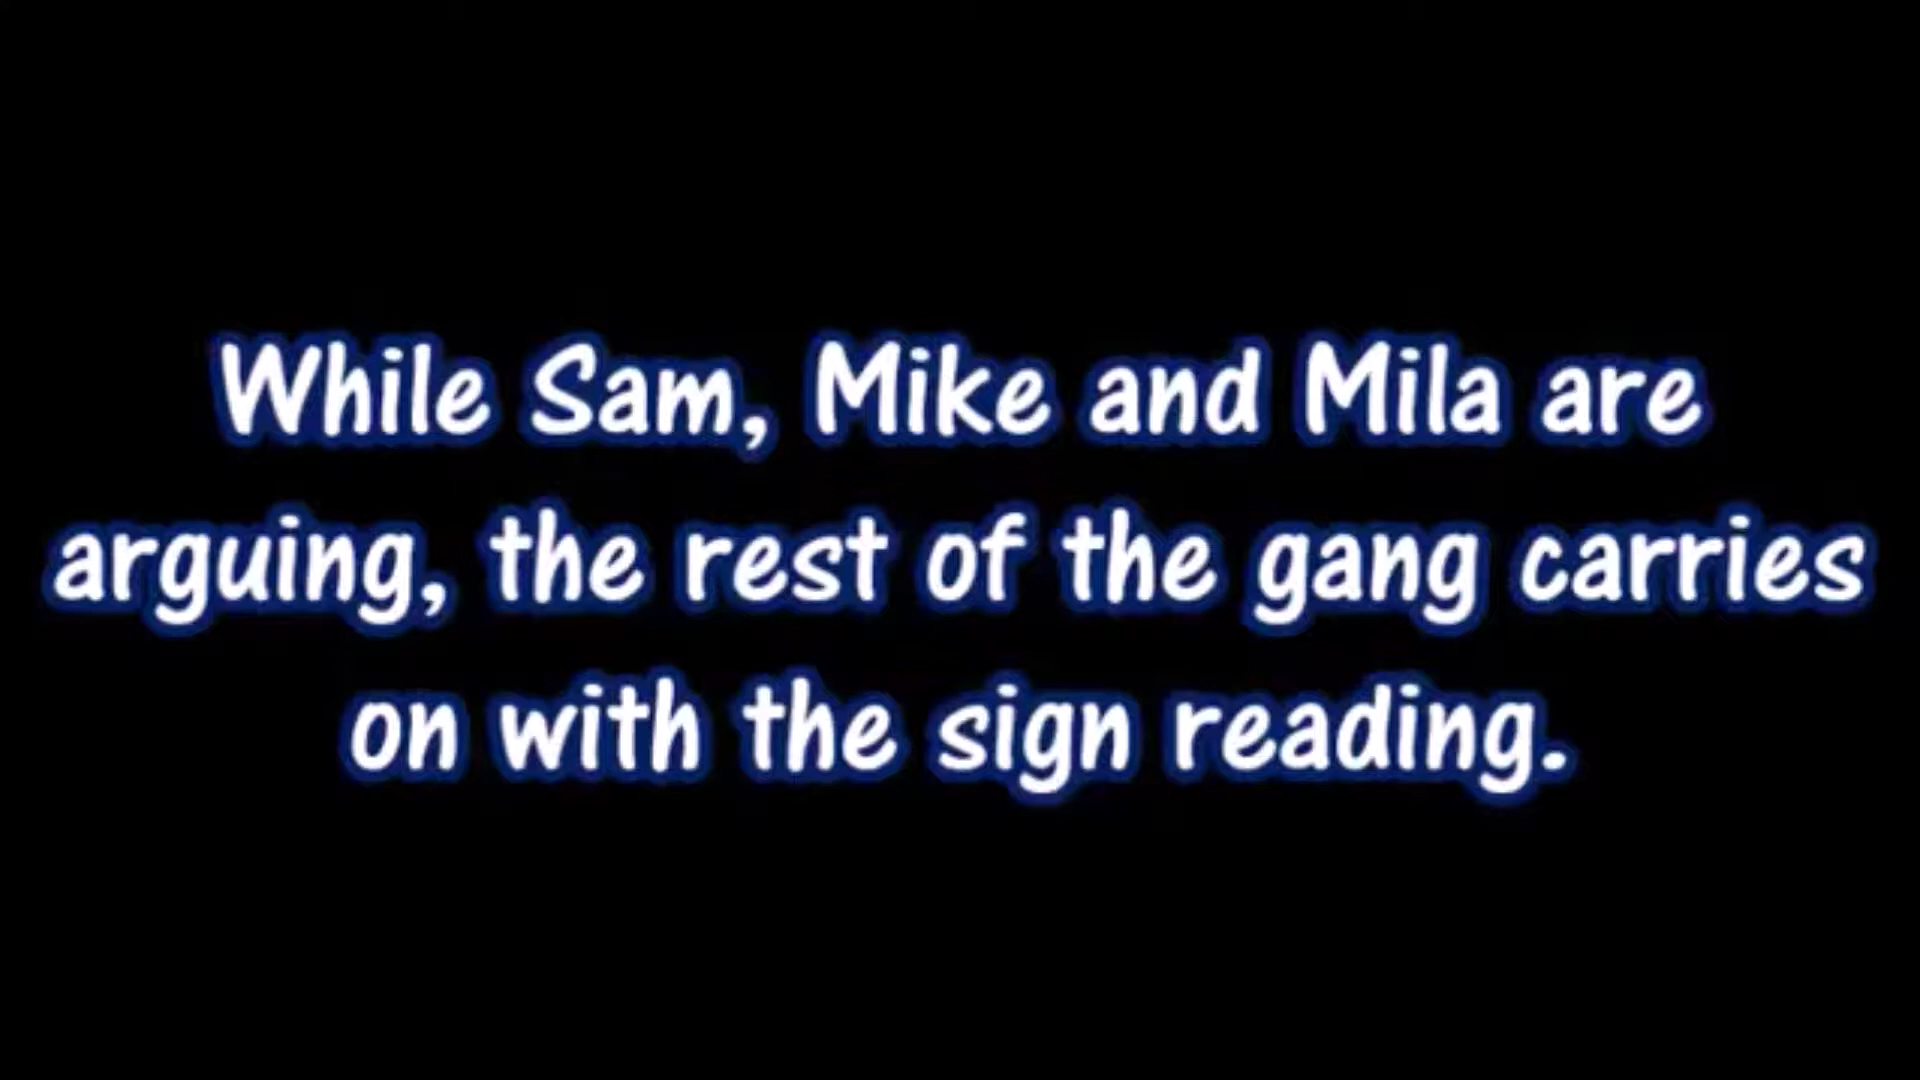 While Sam, Mike and Mila are
arguing, the rest of the gang carries
on with the sign reading.